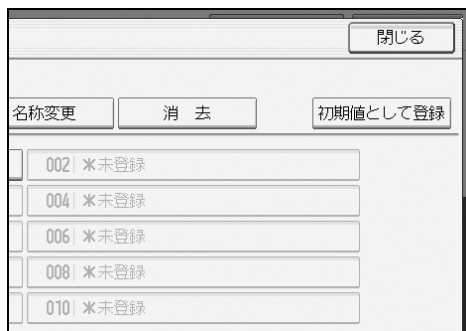 閉じる
名称変更 消 去 初期値として登録
002 ✱未登録
004 ✱未登録
006 ✱未登録
008 ✱未登録
010 ✱未登録